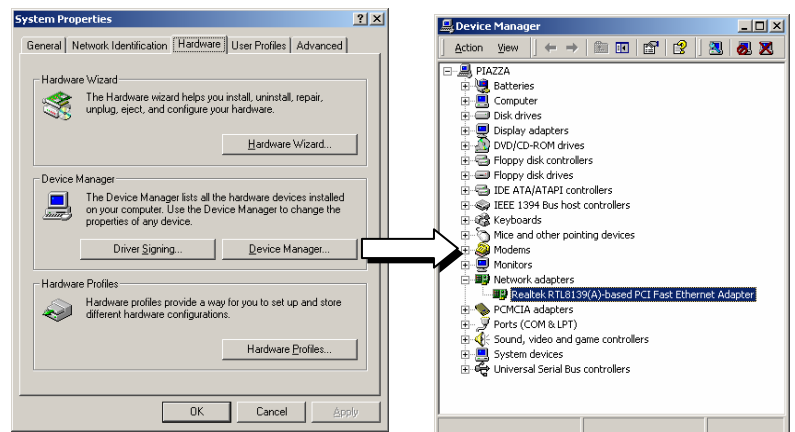 System Properties
General Network Identification Hardware User Profiles Advanced
Hardware Wizard
The Hardware wizard helps you install, uninstall, repair,
unplug, eject, and configure your hardware.
Hardware Wizard...
Device Manager
The Device Manager lists all the hardware devices installed
on your computer. Use the Device Manager to change the
properties of any device.
Driver Signing... Device Manager...
Hardware Profiles
Hardware profiles provide a way for you to set up and store
different hardware configurations.
Hardware Profiles...
OK Cancel Apply
Device Manager
Action View
PIAZZA
Batteries
Computer
Disk drives
Display adapters
DVD/CD-ROM drives
Floppy disk controllers
Floppy disk drives
IDE ATA/ATAPI controllers
IEEE 1394 Bus host controllers
Keyboards
Mice and other pointing devices
Modems
Monitors
Network adapters
Realtek RTL8139(A)-based PCI Fast Ethernet Adapter
PCMCIA adapters
Ports (COM & LPT)
Sound, video and game controllers
System devices
Universal Serial Bus controllers